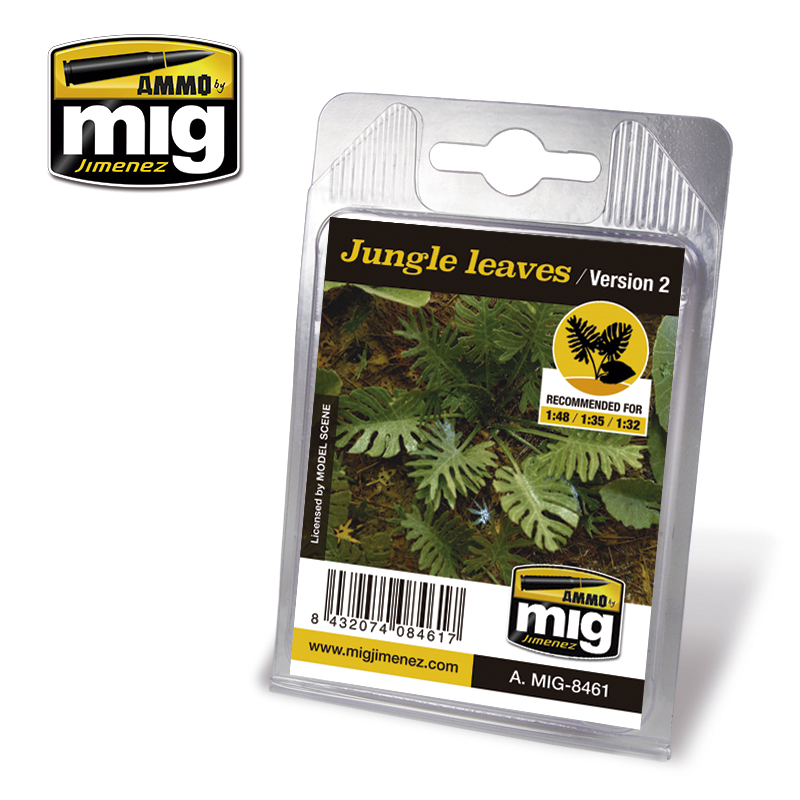 AMMO by
mig
Jimenez
Jungle leaves / Version 2
RECOMMENDED FOR
1:48 / 1:35 / 1:32
Licensed by MODEL SCENE
8 432074 084617
AMMO by
mig
Jimenez
www.migjimenez.com
A. MIG-8461